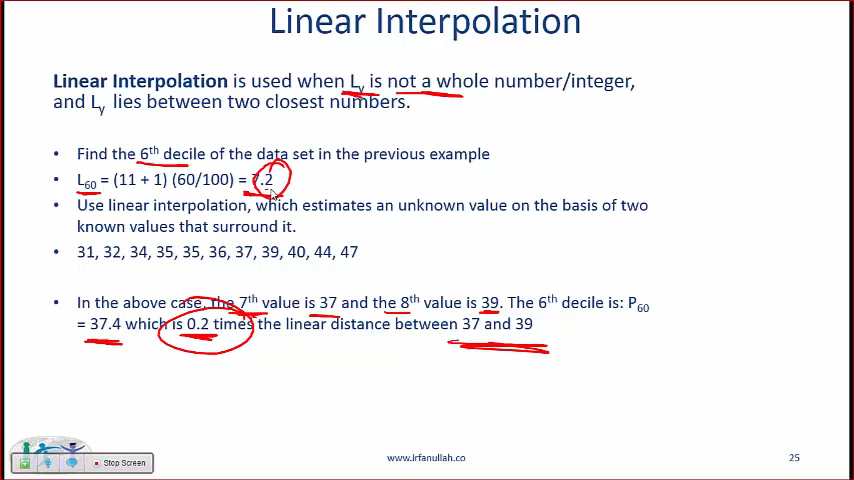 Linear Interpolation
Linear Interpolation is used when Ly is not a whole number/integer,
and Ly lies between two closest numbers.
• Find the 6th decile of the data set in the previous example
• L60 = (11 + 1) (60/100) = 7.2
• Use linear interpolation, which estimates an unknown value on the basis of two
known values that surround it.
• 31, 32, 34, 35, 35, 36, 37, 39, 40, 44, 47
• In the above case, the 7th value is 37 and the 8th value is 39. The 6th decile is: P60
= 37.4 which is 0.2 times the linear distance between 37 and 39
Stop Screen
www.irfanullah.co
25